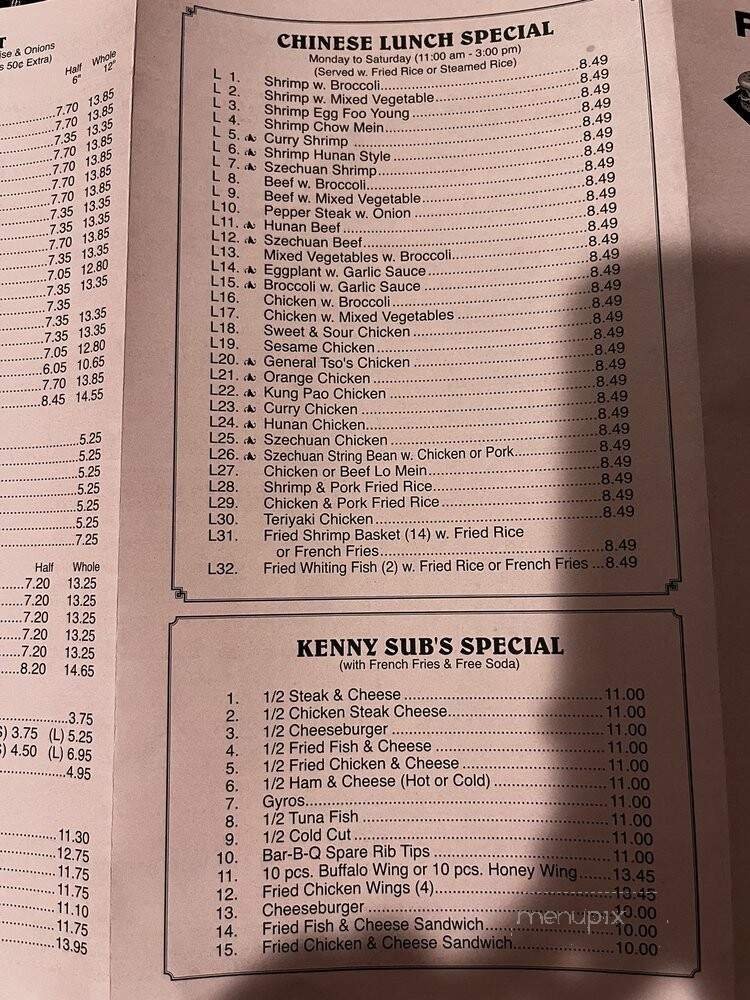 T
ise & Onions
s 50¢ Extra)
Half Whole
6" 12"
7.70 13.85
7.70 13.85
7.35 13.35
7.70 13.85
7.70 13.85
7.70 13.85
7.70 13.85
7.35 13.35
7.35 13.35
7.70 13.85
7.35 13.35
7.05 12.80
7.35 13.35
7.35
7.35 13.35
7.35 13.35
7.05 12.80
6.05 10.65
7.70 13.85
8.45 14.55
5.25
5.25
5.25
5.25
5.25
5.25
7.25
Half Whole
7.20 13.25
7.20 13.25
7.20 13.25
7.20 13.25
7.20 13.25
8.20 14.65
3.75
S) 3.75 (L) 5.25
S) 4.50 (L) 6.95
4.95
11.30
12.75
11.75
11.75
11.10
11.75
13.95
CHINESE LUNCH SPECIAL
Monday to Saturday (11:00 am - 3:00 pm)
(Served w. Fried Rice or Steamed Rice)
L 1. Shrimp w. Broccoli 8.49
L 2. Shrimp w. Mixed Vegetable 8.49
L 3. Shrimp Egg Foo Young 8.49
L 4. Shrimp Chow Mein 8.49
L 5. Curry Shrimp 8.49
L 6. Shrimp Hunan Style 8.49
L 7. Szechuan Shrimp 8.49
L 8. Beef w. Broccoli 8.49
L 9. Beef w. Mixed Vegetable 8.49
L10. Pepper Steak w. Onion 8.49
L11. Hunan Beef 8.49
L12. Szechuan Beef 8.49
L13. Mixed Vegetables w. Broccoli 8.49
L14. Eggplant w. Garlic Sauce 8.49
L15. Broccoli w. Garlic Sauce 8.49
L16. Chicken w. Broccoli 8.49
L17. Chicken w. Mixed Vegetables 8.49
L18. Sweet & Sour Chicken 8.49
L19. Sesame Chicken 8.49
L20. General Tso's Chicken 8.49
L21. Orange Chicken 8.49
L22. Kung Pao Chicken 8.49
L23. Curry Chicken 8.49
L24. Hunan Chicken 8.49
L25. Szechuan Chicken 8.49
L26. Szechuan String Bean w. Chicken or Pork 8.49
L27. Chicken or Beef Lo Mein 8.49
L28. Shrimp & Pork Fried Rice 8.49
L29. Chicken & Pork Fried Rice 8.49
L30. Teriyaki Chicken 8.49
L31. Fried Shrimp Basket (14) w. Fried Rice
or French Fries 8.49
L32. Fried Whiting Fish (2) w. Fried Rice or French Fries ...8.49
KENNY SUB'S SPECIAL
(with French Fries & Free Soda)
1. 1/2 Steak & Cheese 11.00
2. 1/2 Chicken Steak Cheese 11.00
3. 1/2 Cheeseburger 11.00
4. 1/2 Fried Fish & Cheese 11.00
5. 1/2 Fried Chicken & Cheese 11.00
6. 1/2 Ham & Cheese (Hot or Cold) 11.00
7. Gyros 11.00
8. 1/2 Tuna Fish 11.00
9. 1/2 Cold Cut 11.00
10. Bar-B-Q Spare Rib Tips 11.00
11. 10 pcs. Buffalo Wing or 10 pcs. Honey Wing 13.45
12. Fried Chicken Wings (4) 10.45
13. Cheeseburger 10.00
14. Fried Fish & Cheese Sandwich 10.00
15. Fried Chicken & Cheese Sandwich 10.00
menupix